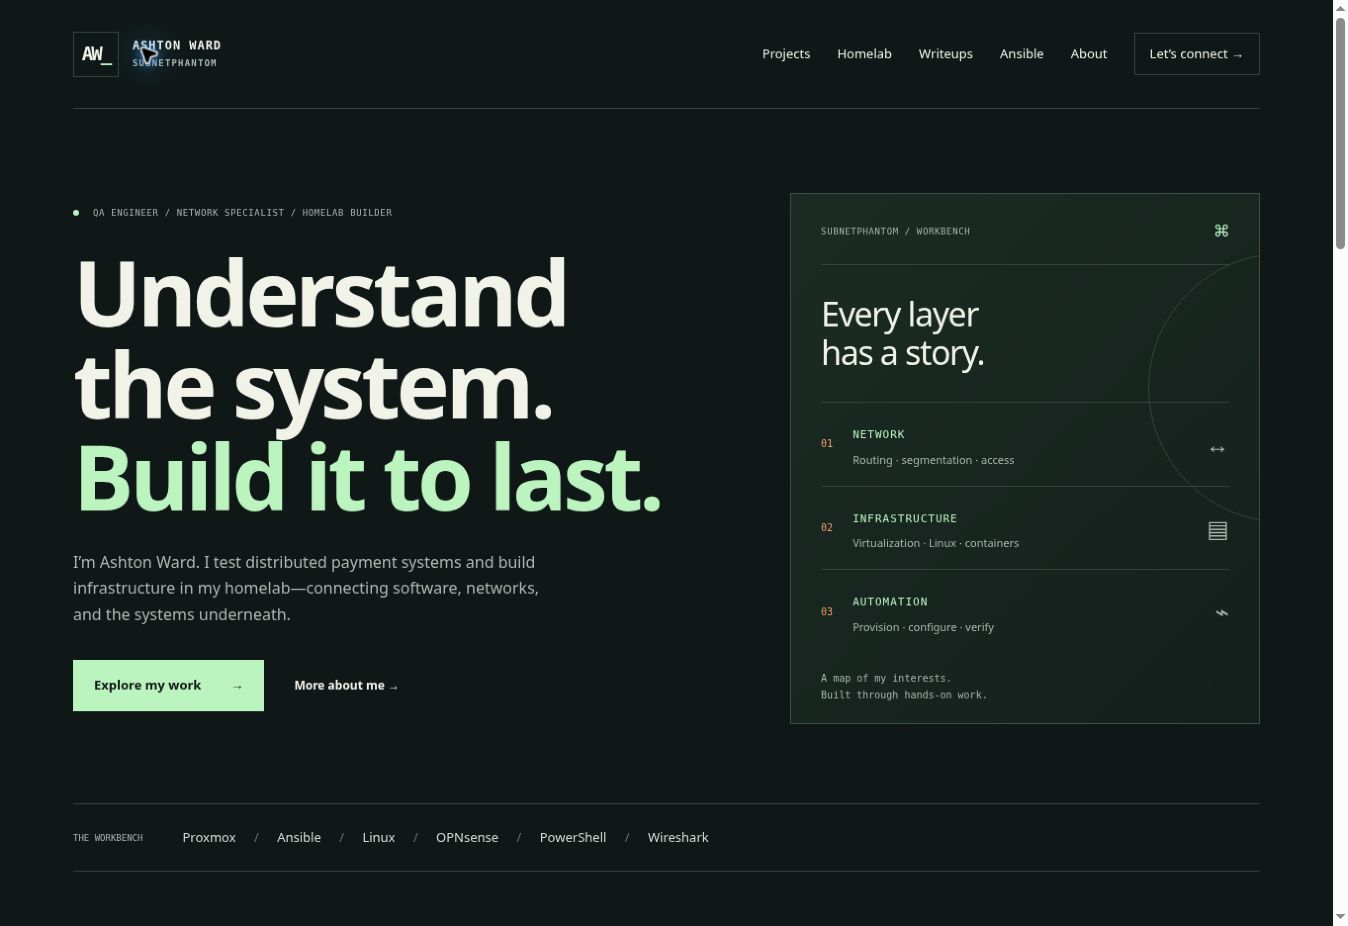 AW_
ASHTON WARD
SUBNETPHANTOM
Projects
Homelab
Writeups
Ansible
About
Let’s connect →
QA ENGINEER / NETWORK SPECIALIST / HOMELAB BUILDER
Understand
the system.
Build it to last.
I’m Ashton Ward. I test distributed payment systems and build
infrastructure in my homelab—connecting software, networks,
and the systems underneath.
Explore my work →
More about me →
SUBNETPHANTOM / WORKBENCH ⌘
Every layer
has a story.
01 NETWORK
Routing · segmentation · access
02 INFRASTRUCTURE
Virtualization · Linux · containers
03 AUTOMATION
Provision · configure · verify
A map of my interests.
Built through hands-on work.
THE WORKBENCH
Proxmox / Ansible / Linux / OPNsense / PowerShell / Wireshark